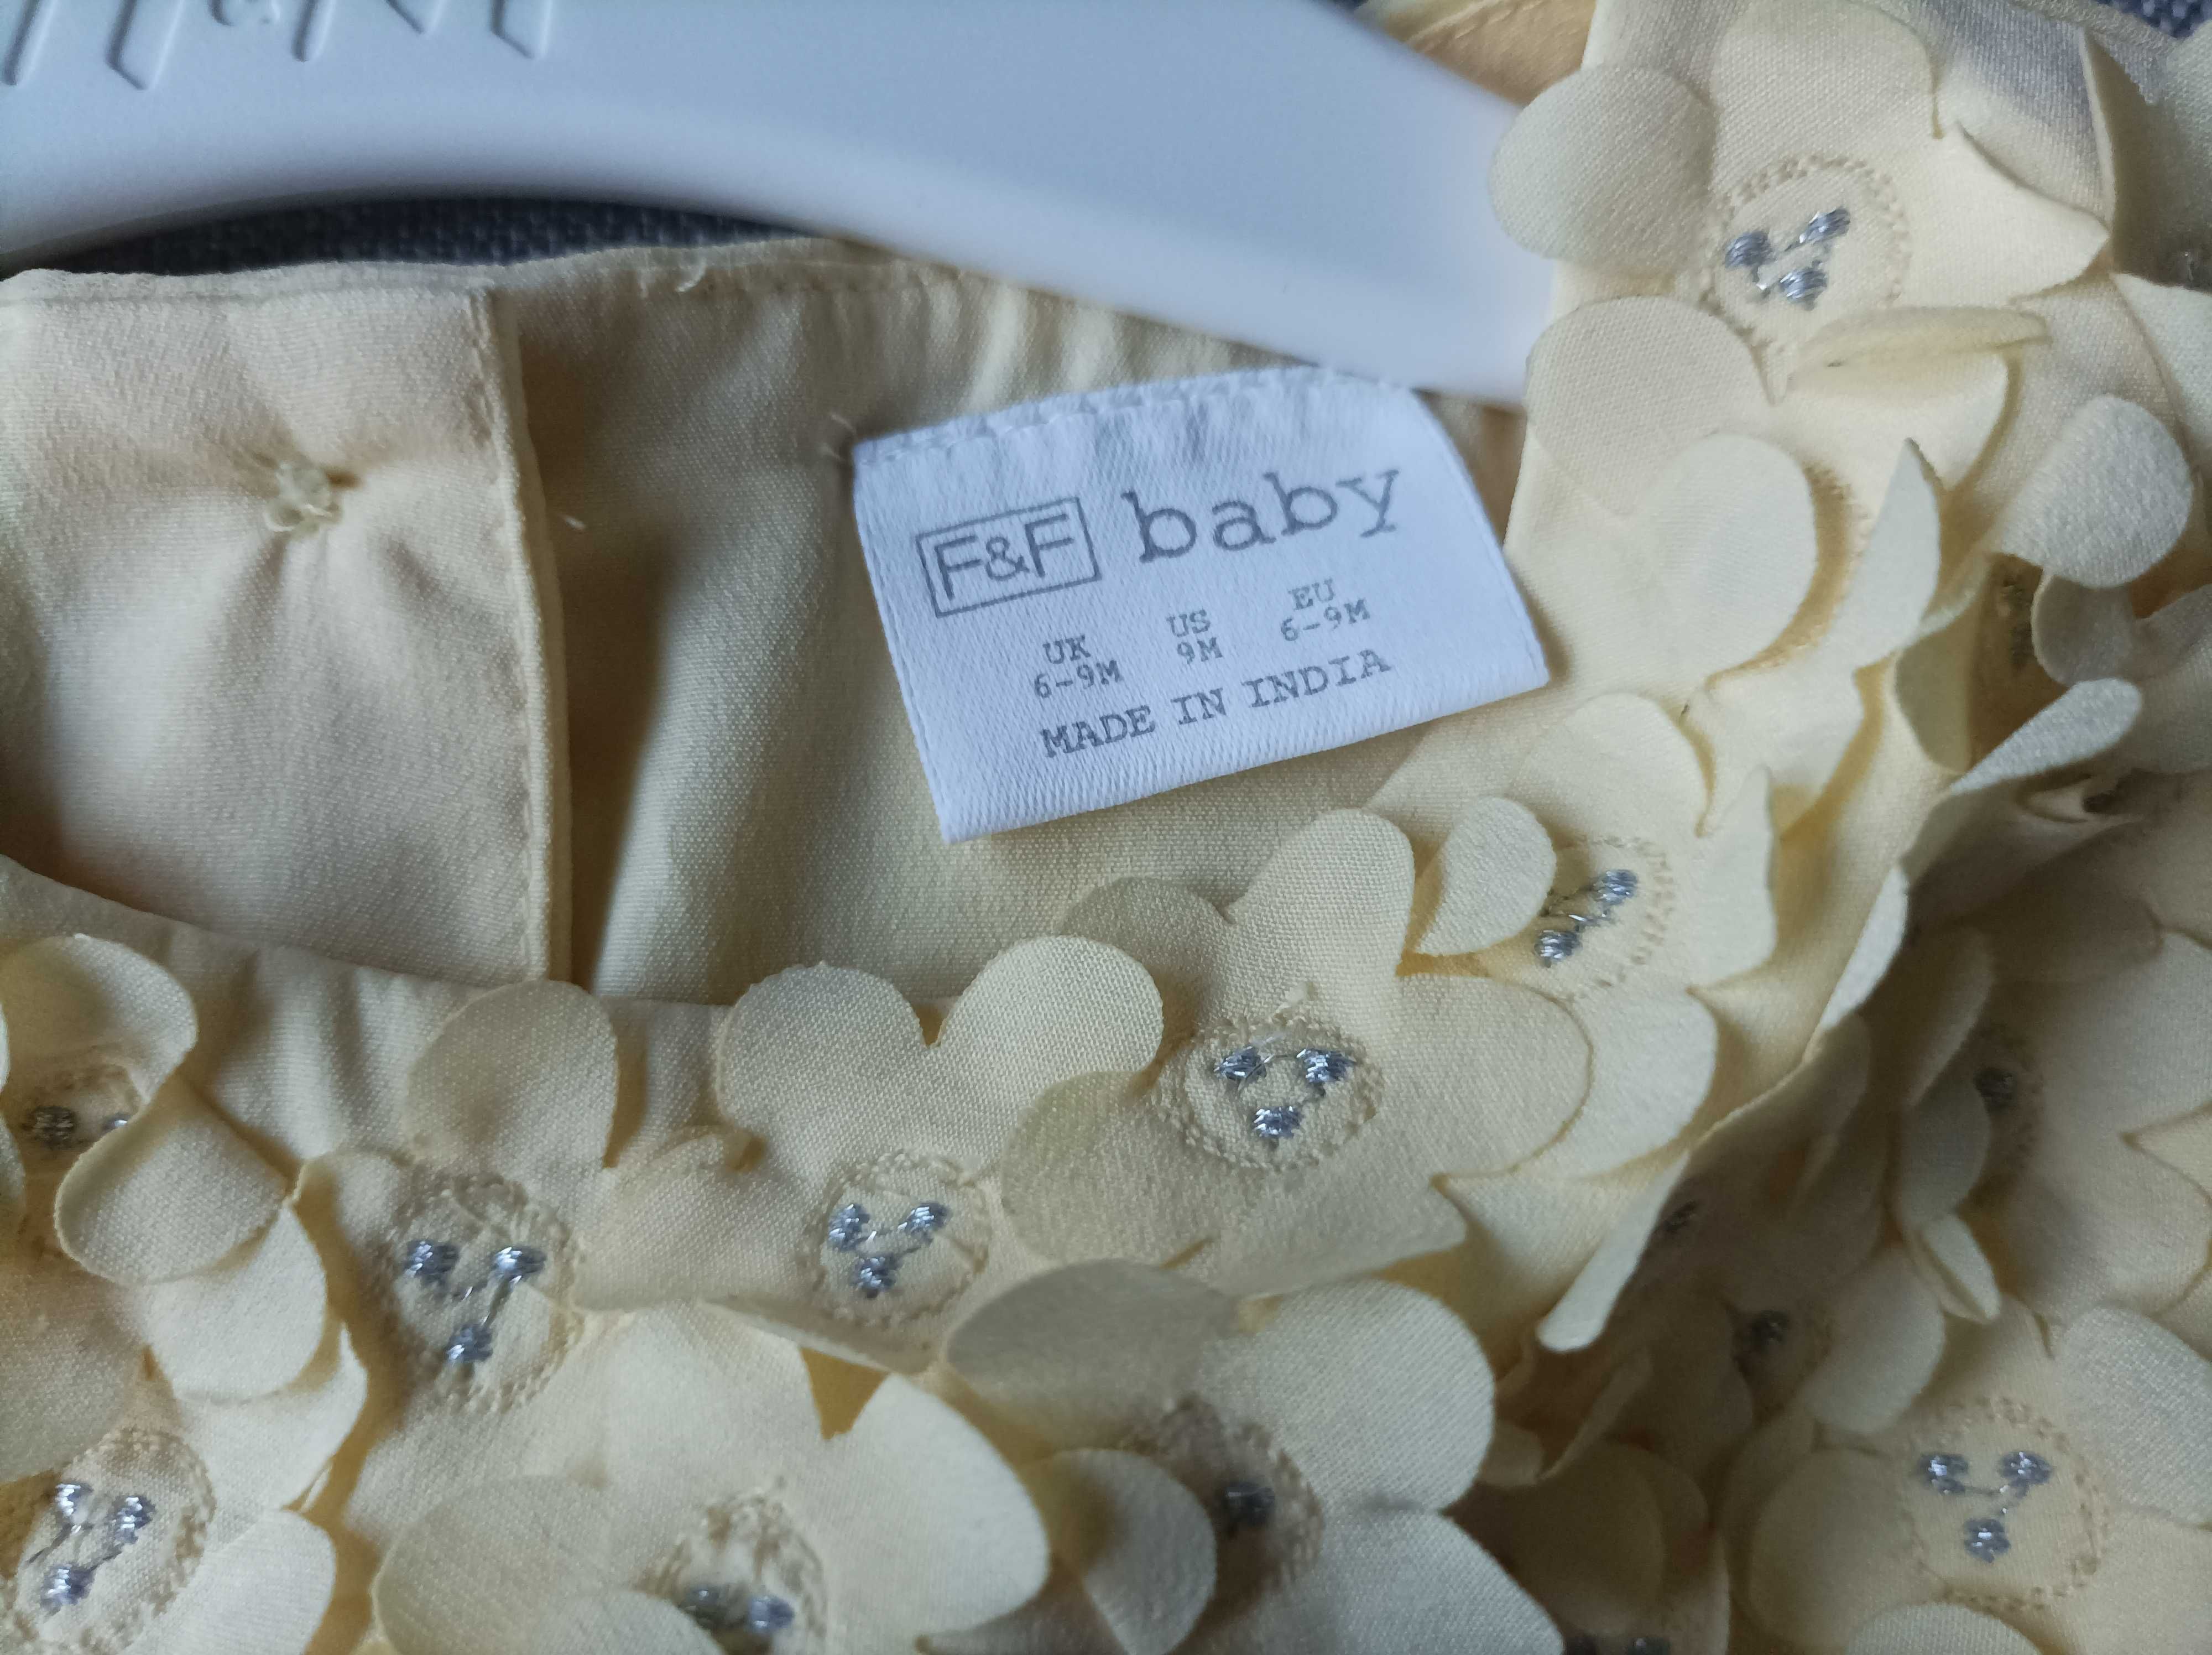 F&F baby
UK US EU
6-9M 9M 6-9M
MADE IN INDIA